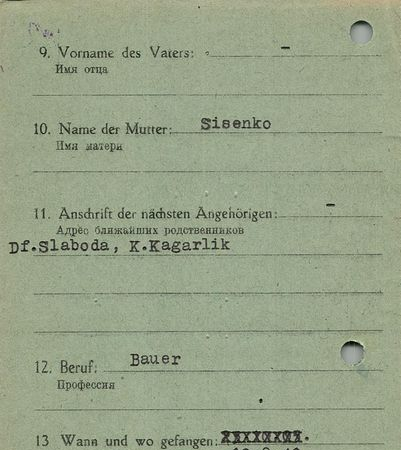 9. Vorname des Vaters: -
Имя отца
10. Name der Mutter: Sisenko
Имя матери
11. Anschrift der nächsten Angehörigen: -
Адрес ближайших родственников
Df.Slaboda, K.Kagarlik
12. Beruf: Bauer
Профессия
13 Wann und wo gefangen: